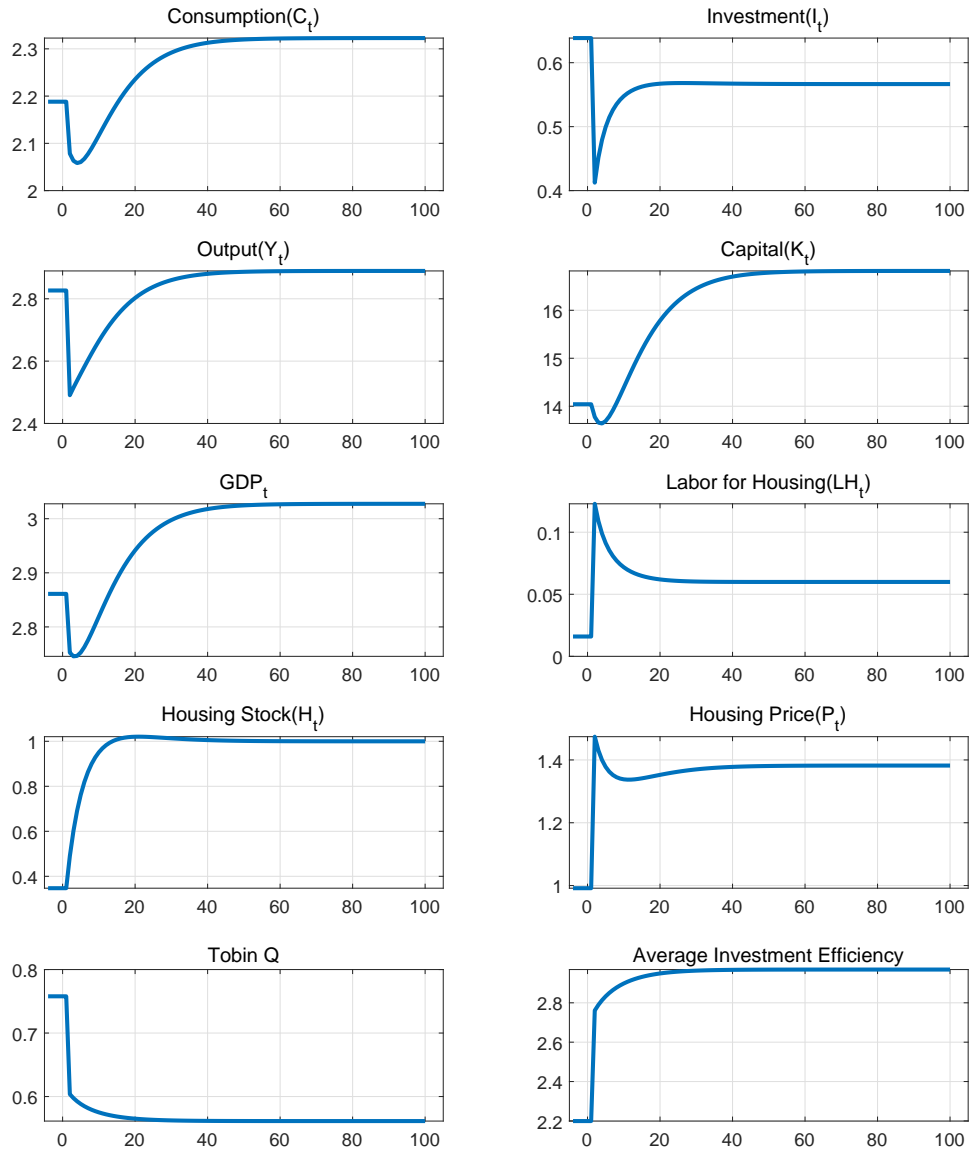 Consumption(C_t)
2.3
2.2
2.1
2
0 20 40 60 80 100
Investment(I_t)
0.6
0.5
0.4
0 20 40 60 80 100
Output(Y_t)
2.8
2.6
2.4
0 20 40 60 80 100
Capital(K_t)
16
15
14
0 20 40 60 80 100
GDP_t
3
2.9
2.8
0 20 40 60 80 100
Labor for Housing(LH_t)
0.1
0.05
0
0 20 40 60 80 100
Housing Stock(H_t)
1
0.8
0.6
0.4
0 20 40 60 80 100
Housing Price(P_t)
1.4
1.2
1
0 20 40 60 80 100
Tobin Q
0.8
0.7
0.6
0 20 40 60 80 100
Average Investment Efficiency
2.8
2.6
2.4
2.2
0 20 40 60 80 100